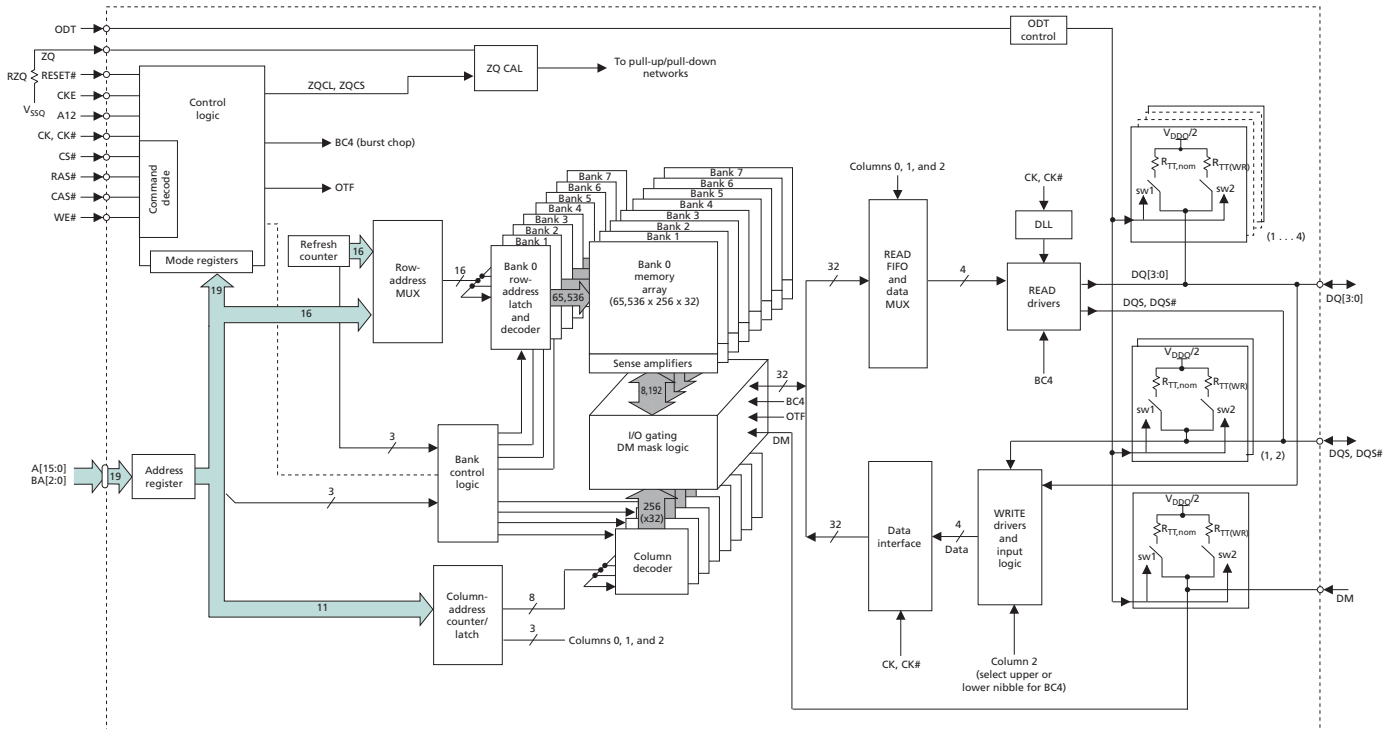 ODT
ODT
control
ZQ
RZQ
RESET#
CKE
VSSQ
A12
CK, CK#
CS#
RAS#
CAS#
WE#
Control
logic
Command
decode
Mode registers
ZQCL, ZQCS
ZQ CAL
To pull-up/pull-down
networks
BC4 (burst chop)
OTF
Refresh
counter
16
19
16
Row-
address
MUX
16
Bank 7
Bank 6
Bank 5
Bank 4
Bank 3
Bank 2
Bank 1
Bank 0
row-
address
latch
and
decoder
65,536
Bank 7
Bank 6
Bank 5
Bank 4
Bank 3
Bank 2
Bank 1
Bank 0
memory
array
(65,536 x 256 x 32)
Sense amplifiers
8,192
I/O gating
DM mask logic
32
BC4
OTF
DM
256
(x32)
Column
decoder
A[15:0]
BA[2:0]
19
Address
register
3
3
Bank
control
logic
11
Column-
address
counter/
latch
8
3
Columns 0, 1, and 2
Columns 0, 1, and 2
32
READ
FIFO
and
data
MUX
4
CK, CK#
DLL
READ
drivers
BC4
DQ[3:0]
DQS, DQS#
32
Data
interface
CK, CK#
4
Data
WRITE
drivers
and
input
logic
Column 2
(select upper or
lower nibble for BC4)
VDDQ/2
RTT,nom
RTT(WR)
sw1
sw2
(1 . . . 4)
DQ[3:0]
VDDQ/2
RTT,nom
RTT(WR)
sw1
sw2
(1, 2)
DQS, DQS#
VDDQ/2
RTT,nom
RTT(WR)
sw1
sw2
DM